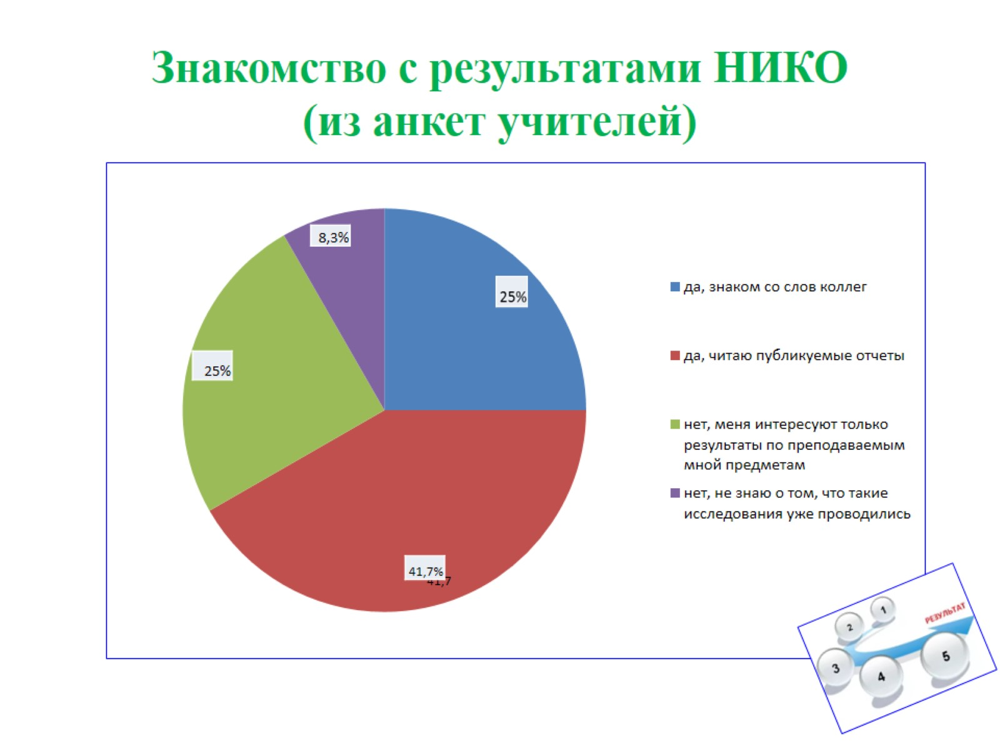 Знакомство с результатами НИКО
(из анкет учителей)
8,3%
25%
25%
41,7%
41,7
да, знаком со слов коллег
да, читаю публикуемые отчеты
нет, меня интересуют только
результаты по преподаваемым
мной предметам
нет, не знаю о том, что такие
исследования уже проводились
РЕЗУЛЬТАТ
1
2
3
4
5